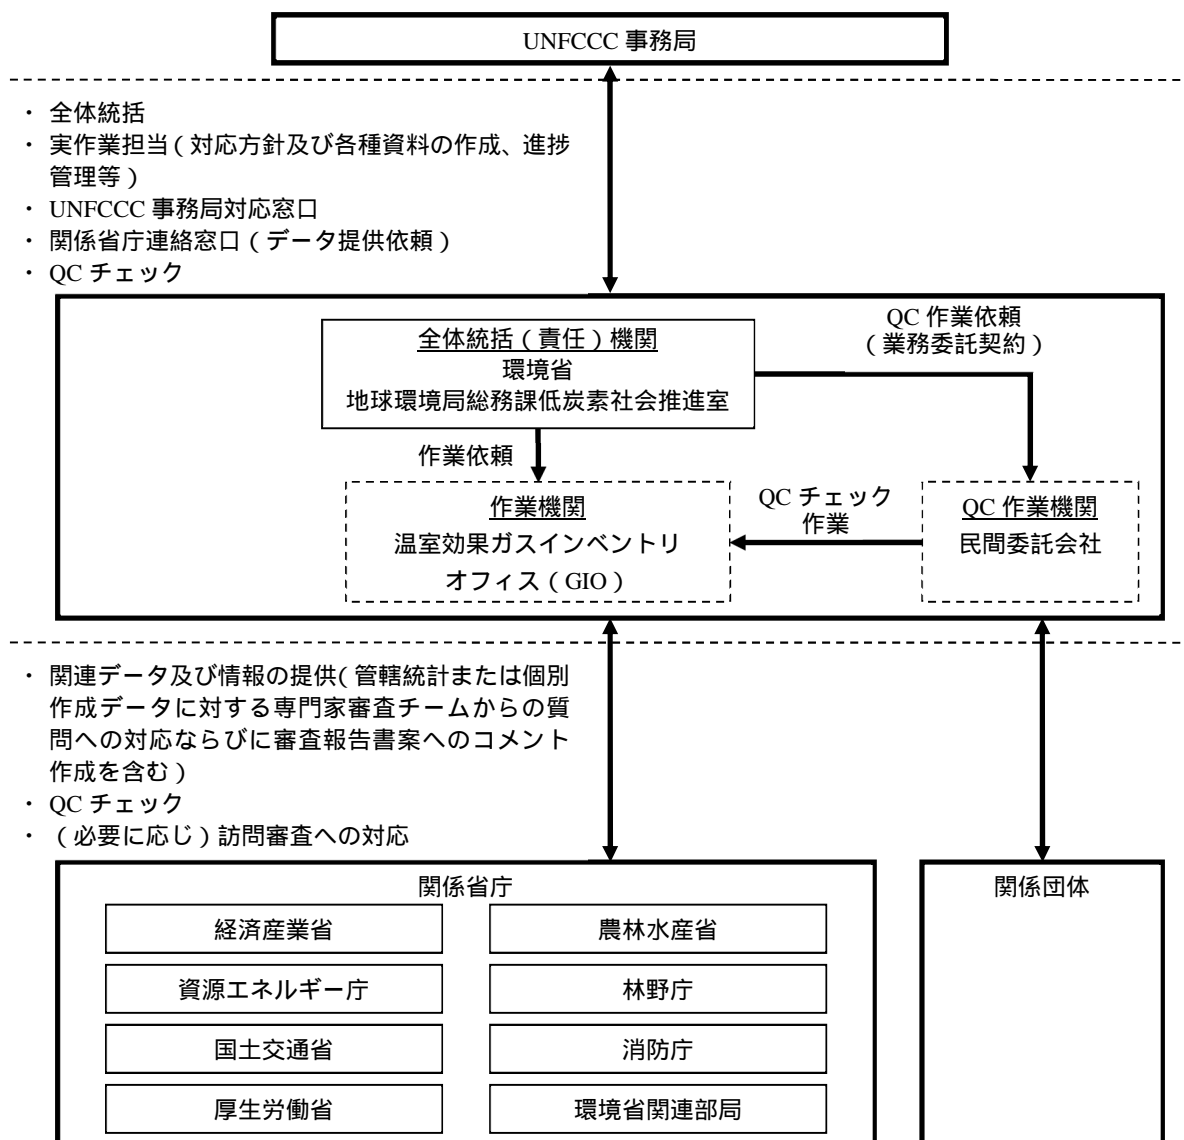 UNFCCC 事務局
・ 全体統括
・ 実作業担当(対応方針及び各種資料の作成、進捗
管理等)
・ UNFCCC 事務局対応窓口
・ 関係省庁連絡窓口(データ提供依頼)
・ QC チェック
全体統括(責任)機関
環境省
地球環境局総務課低炭素社会推進室
QC 作業依頼
(業務委託契約)
作業依頼
作業機関
温室効果ガスインベントリ
オフィス(GIO)
QC チェック
作業
QC 作業機関
民間委託会社
・ 関連データ及び情報の提供(管轄統計または個別
作成データに対する専門家審査チームからの質
問への対応ならびに審査報告書案へのコメント
作成を含む)
・ QC チェック
・ (必要に応じ)訪問審査への対応
関係省庁
経済産業省
農林水産省
資源エネルギー庁
林野庁
国土交通省
消防庁
厚生労働省
環境省関連部局
関係団体